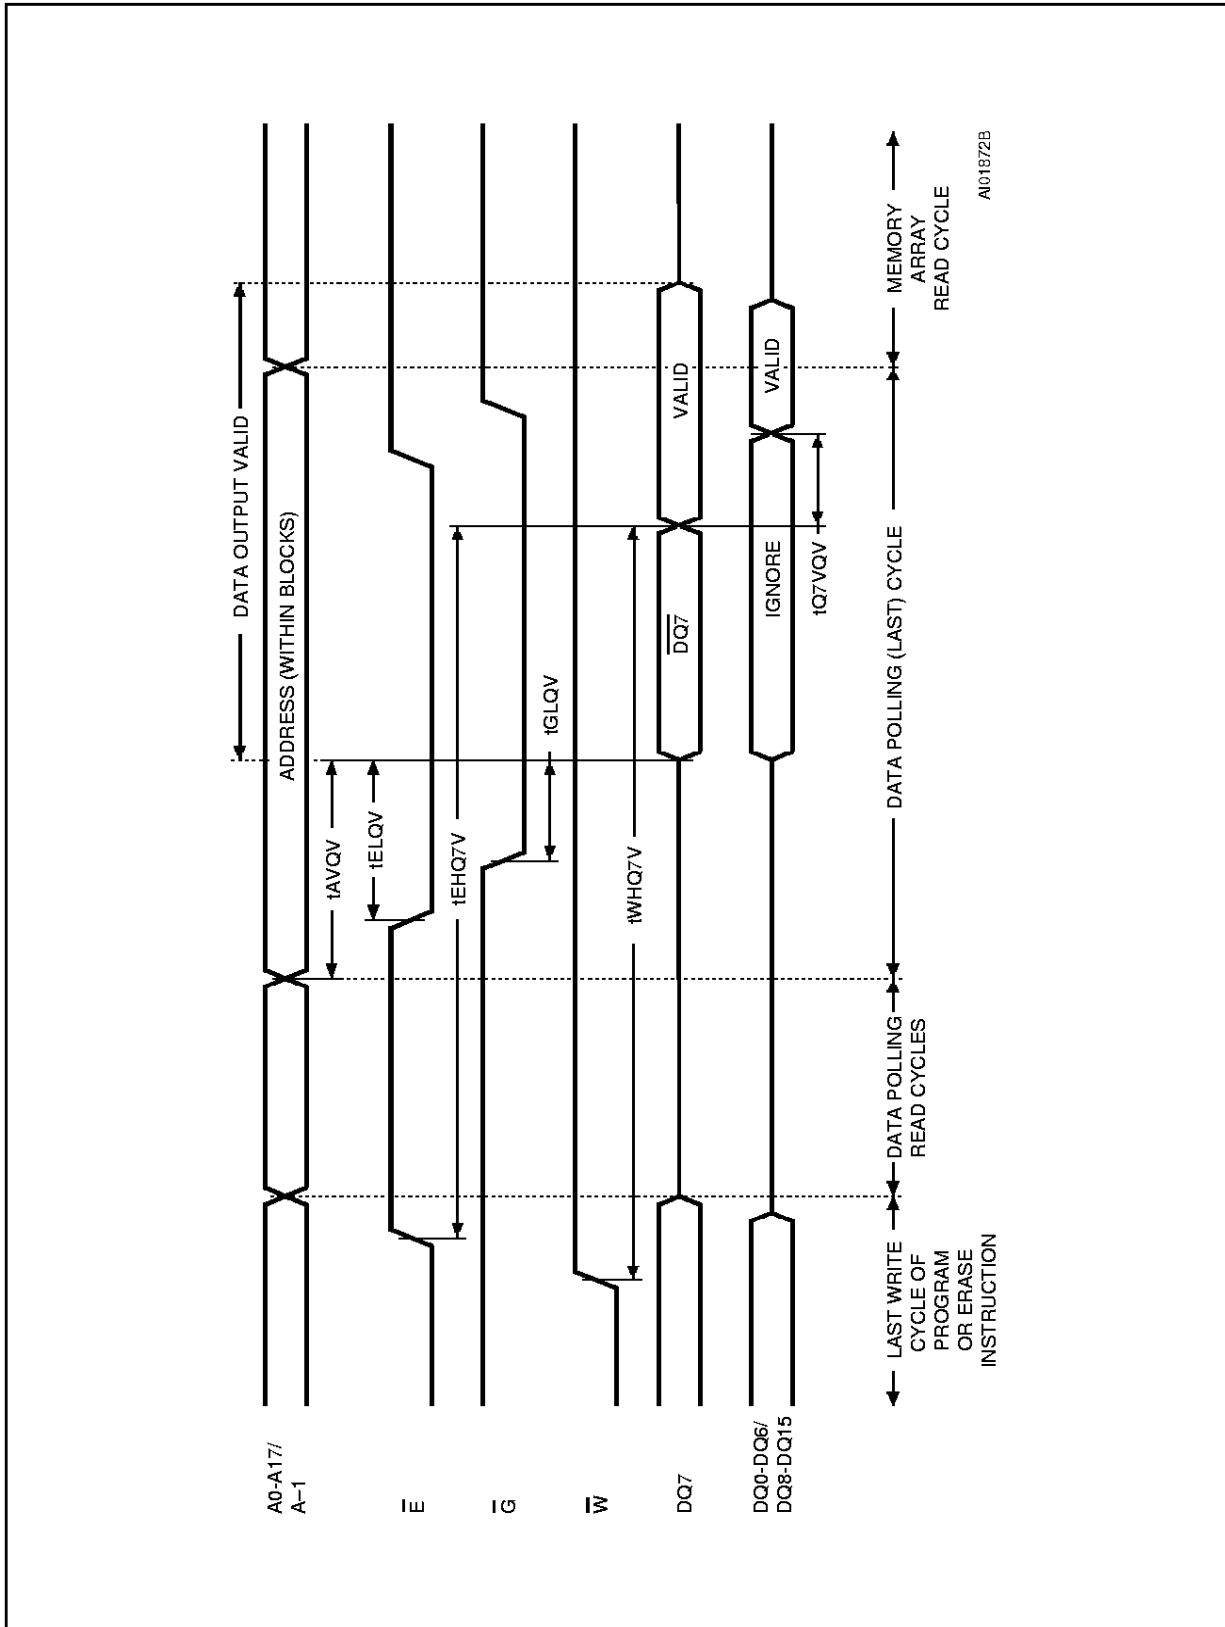 DATA OUTPUT VALID
A0-A17/
A–1
ADDRESS (WITHIN BLOCKS)
tAVQV
tELQV
E
tEHQ7V
G
tGLQV
W
tWHQ7V
DQ7
DQ7
VALID
DQ0-DQ6/
DQ8-DQ15
IGNORE
VALID
tQ7VQV
LAST WRITE
CYCLE OF
PROGRAM
OR ERASE
INSTRUCTION
DATA POLLING
READ CYCLES
DATA POLLING (LAST) CYCLE
MEMORY
ARRAY
READ CYCLE
AI01872B